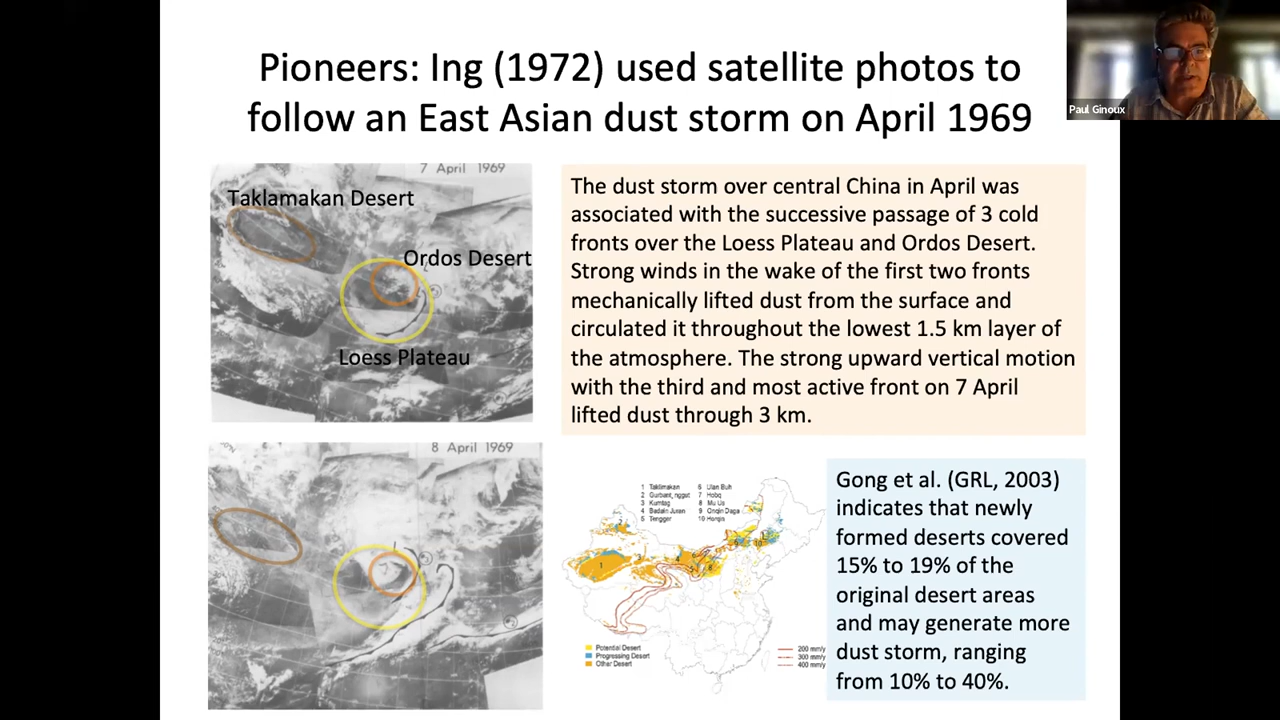 Pioneers: Ing (1972) used satellite photos to
follow an East Asian dust storm on April 1969
Paul Ginoux
7 April 1969
Taklamakan Desert
Ordos Desert
Loess Plateau
The dust storm over central China in April was
associated with the successive passage of 3 cold
fronts over the Loess Plateau and Ordos Desert.
Strong winds in the wake of the first two fronts
mechanically lifted dust from the surface and
circulated it throughout the lowest 1.5 km layer of
the atmosphere. The strong upward vertical motion
with the third and most active front on 7 April
lifted dust through 3 km.
8 April 1969
1 Taklimakan
2
3 Kumtag
4 Badain Juran
5 Tengger
6 Ulan Buh
7 Hobq
8 Mu Us
9 Onqin Daga
10 Horqin
Potential Desert
Progressing Desert
Other Desert
200 mm/y
300 mm/y
400 mm/y
Gong et al. (GRL, 2003)
indicates that newly
formed deserts covered
15% to 19% of the
original desert areas
and may generate more
dust storm, ranging
from 10% to 40%.